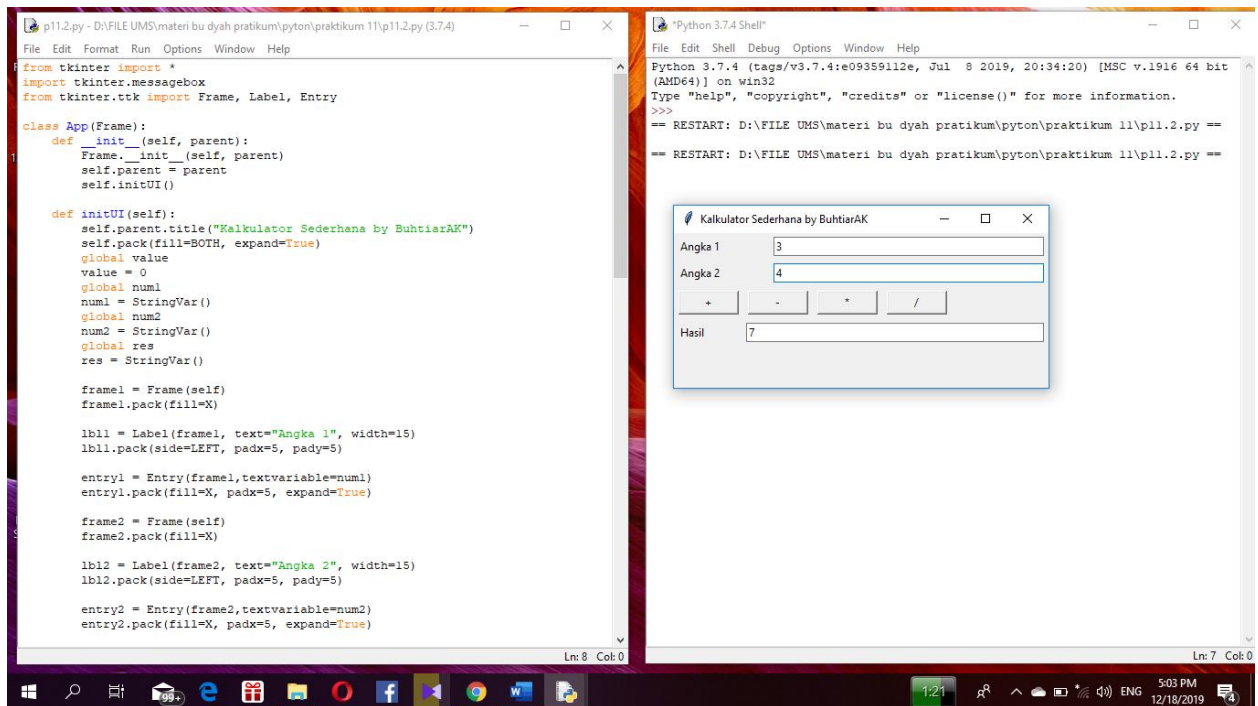 p11.2.py - D:\FILE UMS\materi bu dyah pratikum\pyton\praktikum 11\p11.2.py (3.7.4)
File Edit Format Run Options Window Help
from tkinter import *
import tkinter.messagebox
from tkinter.ttk import Frame, Label, Entry
class App(Frame):
def __init__(self, parent):
Frame.__init__(self, parent)
self.parent = parent
self.initUI()
def initUI(self):
self.parent.title("Kalkulator Sederhana by BuhtiarAK")
self.pack(fill=BOTH, expand=True)
global value
value = 0
global num1
num1 = StringVar()
global num2
num2 = StringVar()
global res
res = StringVar()
frame1 = Frame(self)
frame1.pack(fill=X)
lbl1 = Label(frame1, text="Angka 1", width=15)
lbl1.pack(side=LEFT, padx=5, pady=5)
entry1 = Entry(frame1,textvariable=num1)
entry1.pack(fill=X, padx=5, expand=True)
frame2 = Frame(self)
frame2.pack(fill=X)
lbl2 = Label(frame2, text="Angka 2", width=15)
lbl2.pack(side=LEFT, padx=5, pady=5)
entry2 = Entry(frame2,textvariable=num2)
entry2.pack(fill=X, padx=5, expand=True)
Ln: 8 Col: 0
*Python 3.7.4 Shell*
File Edit Shell Debug Options Window Help
Python 3.7.4 (tags/v3.7.4:e09359112e, Jul 8 2019, 20:34:20) [MSC v.1916 64 bit
(AMD64)] on win32
Type "help", "copyright", "credits" or "license()" for more information.
>>>
== RESTART: D:\FILE UMS\materi bu dyah pratikum\pyton\praktikum 11\p11.2.py ==
== RESTART: D:\FILE UMS\materi bu dyah pratikum\pyton\praktikum 11\p11.2.py ==
Kalkulator Sederhana by BuhtiarAK
Angka 1 3
Angka 2 4
+ - * /
Hasil 7
Ln: 7 Col: 0
99+
1:21
ENG
5:03 PM
12/18/2019
4